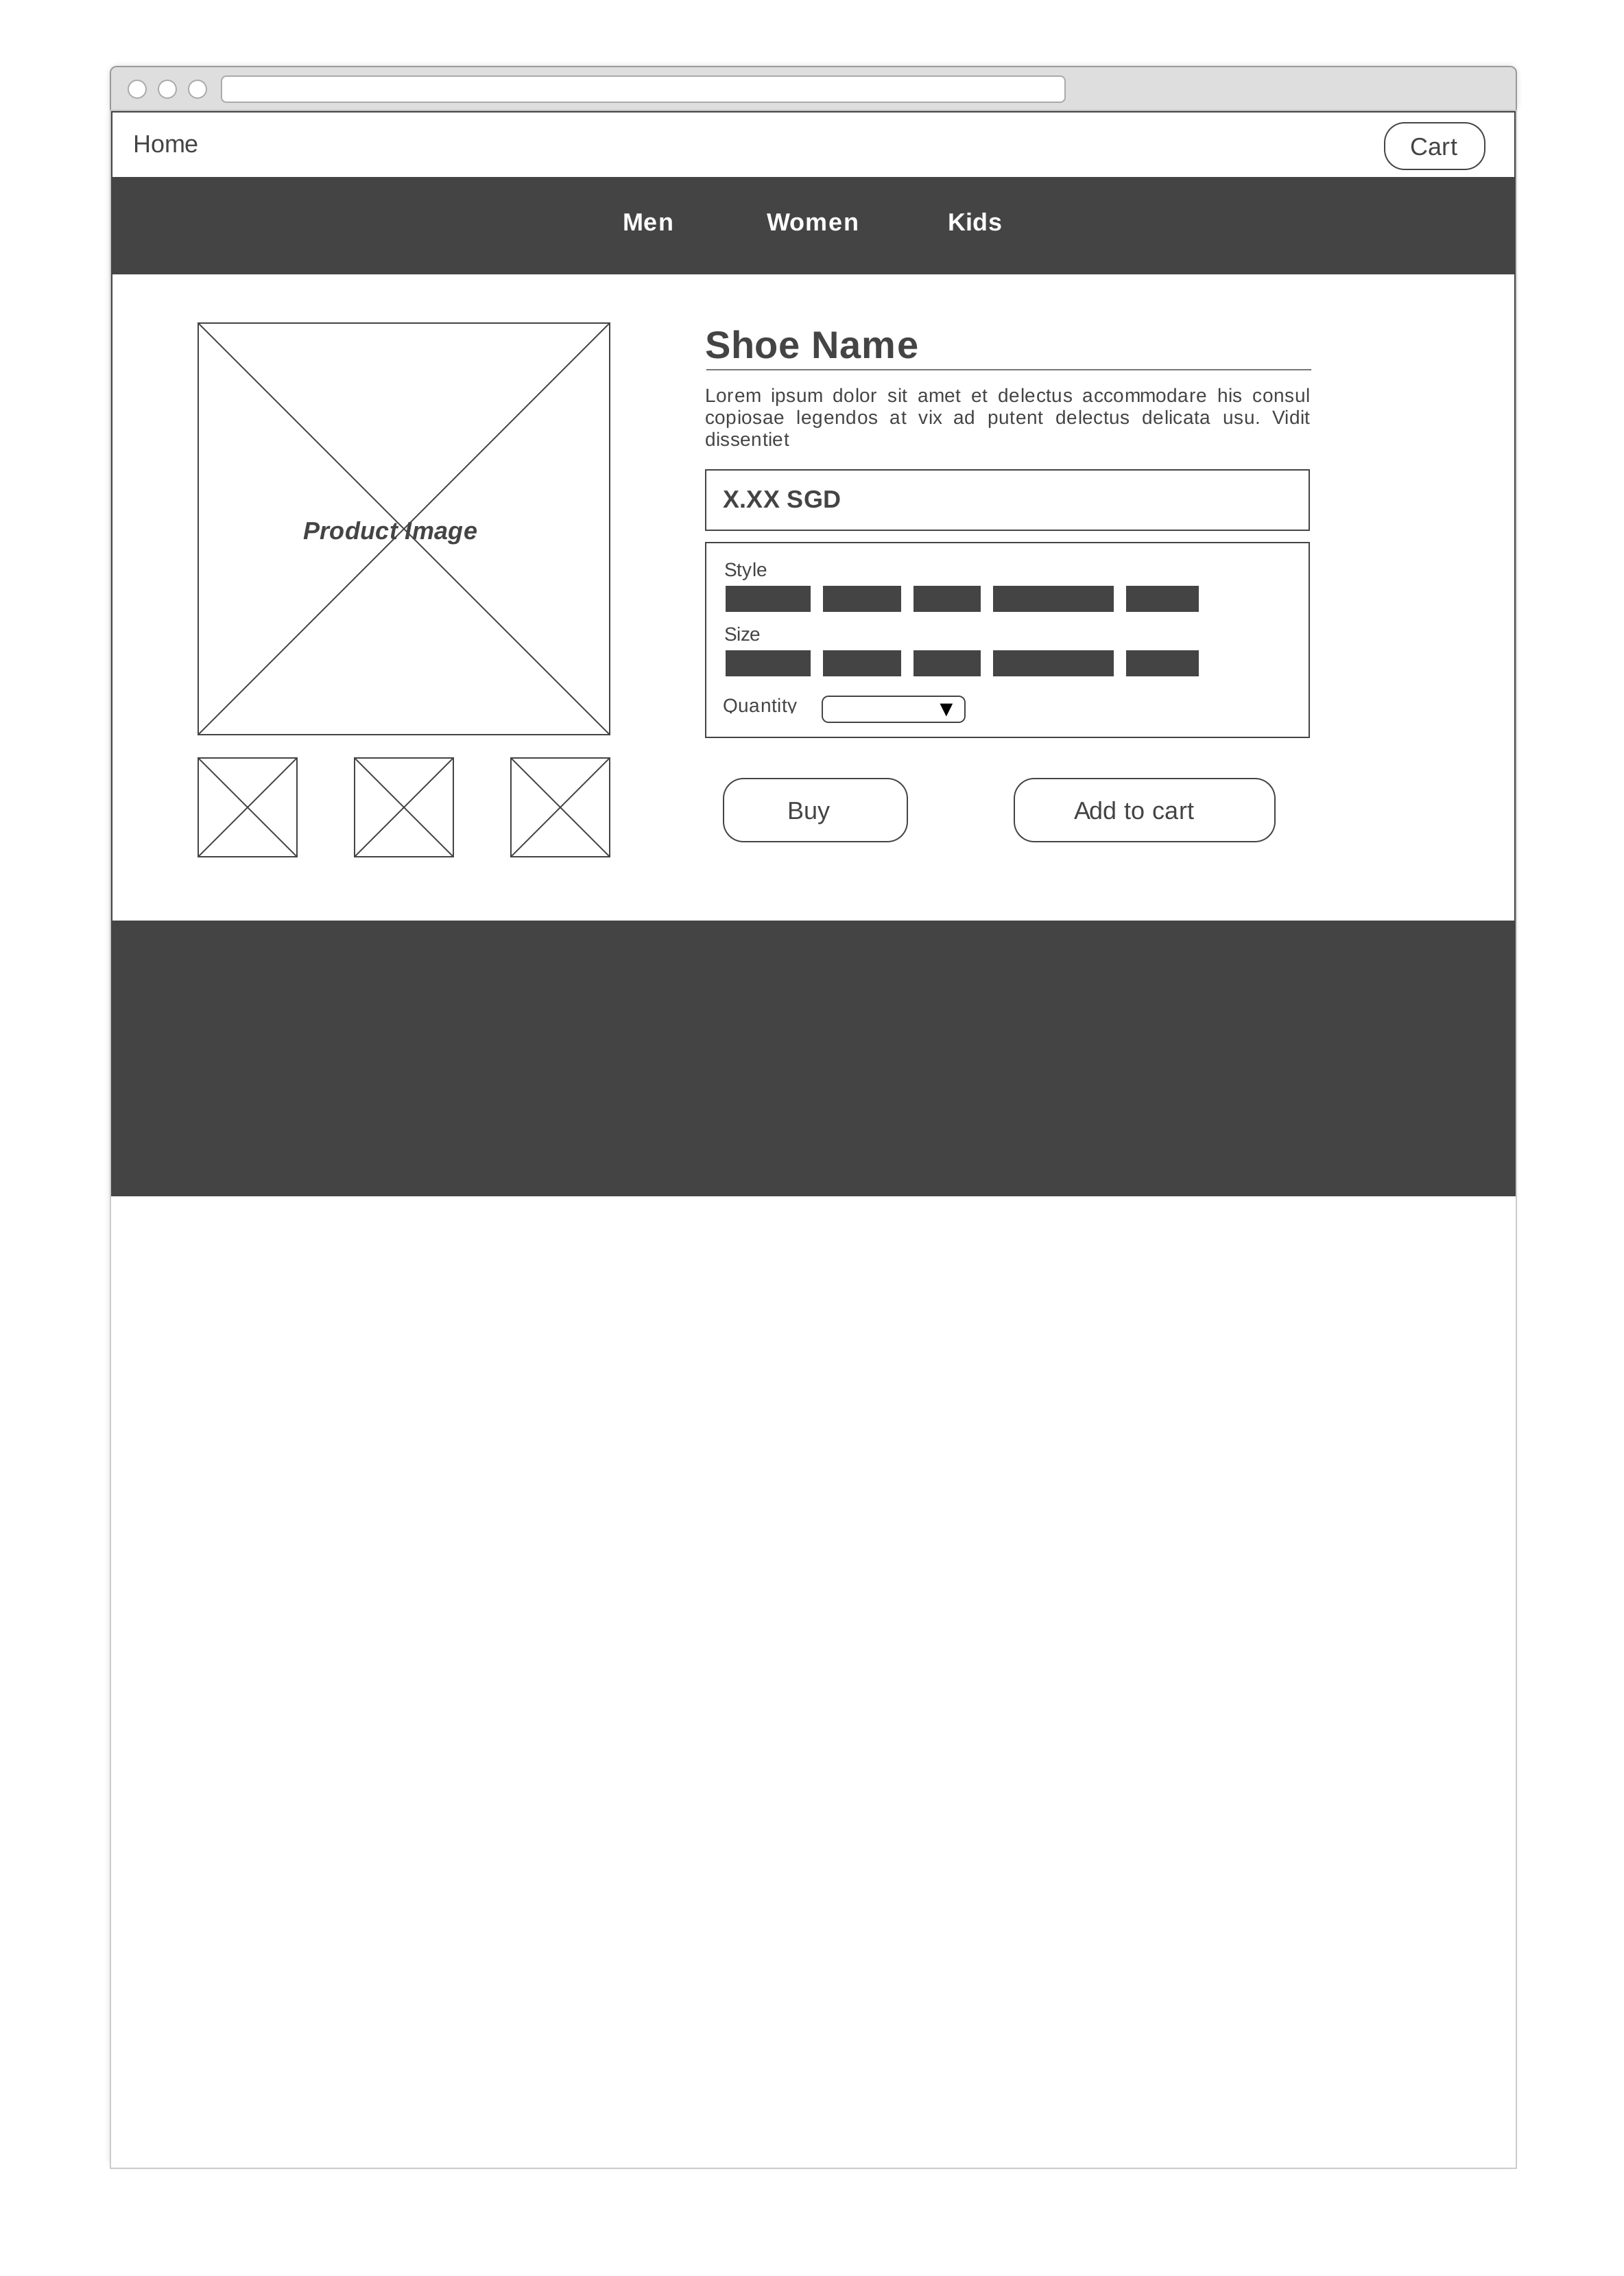 Home
Cart
Men Women Kids
Shoe Name
Lorem ipsum dolor sit amet et delectus accommodare his consul
copiosae legendos at vix ad putent delectus delicata usu. Vidit
dissentiet
X.XX SGD
Product Image
Style
Size
Quantity
Buy
Add to cart